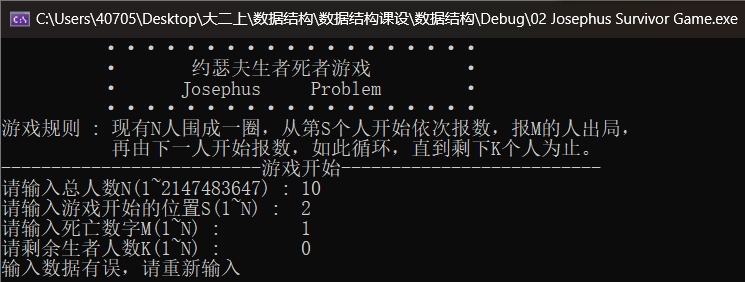 C:\Users\40705\Desktop\大二上\数据结构\数据结构课设\数据结构\Debug\02 Josephus Survivor Game.exe
约瑟夫生者死者游戏
Josephus Problem
游戏规则 : 现有N人围成一圈，从第S个人开始依次报数，报M的人出局，
再由下一人开始报数，如此循环，直到剩下K个人为止。
--------------------------游戏开始--------------------------
请输入总人数N(1~2147483647) : 10
请输入游戏开始的位置S(1~N) : 2
请输入死亡数字M(1~N) : 1
请剩余生者人数K(1~N) : 0
输入数据有误，请重新输入